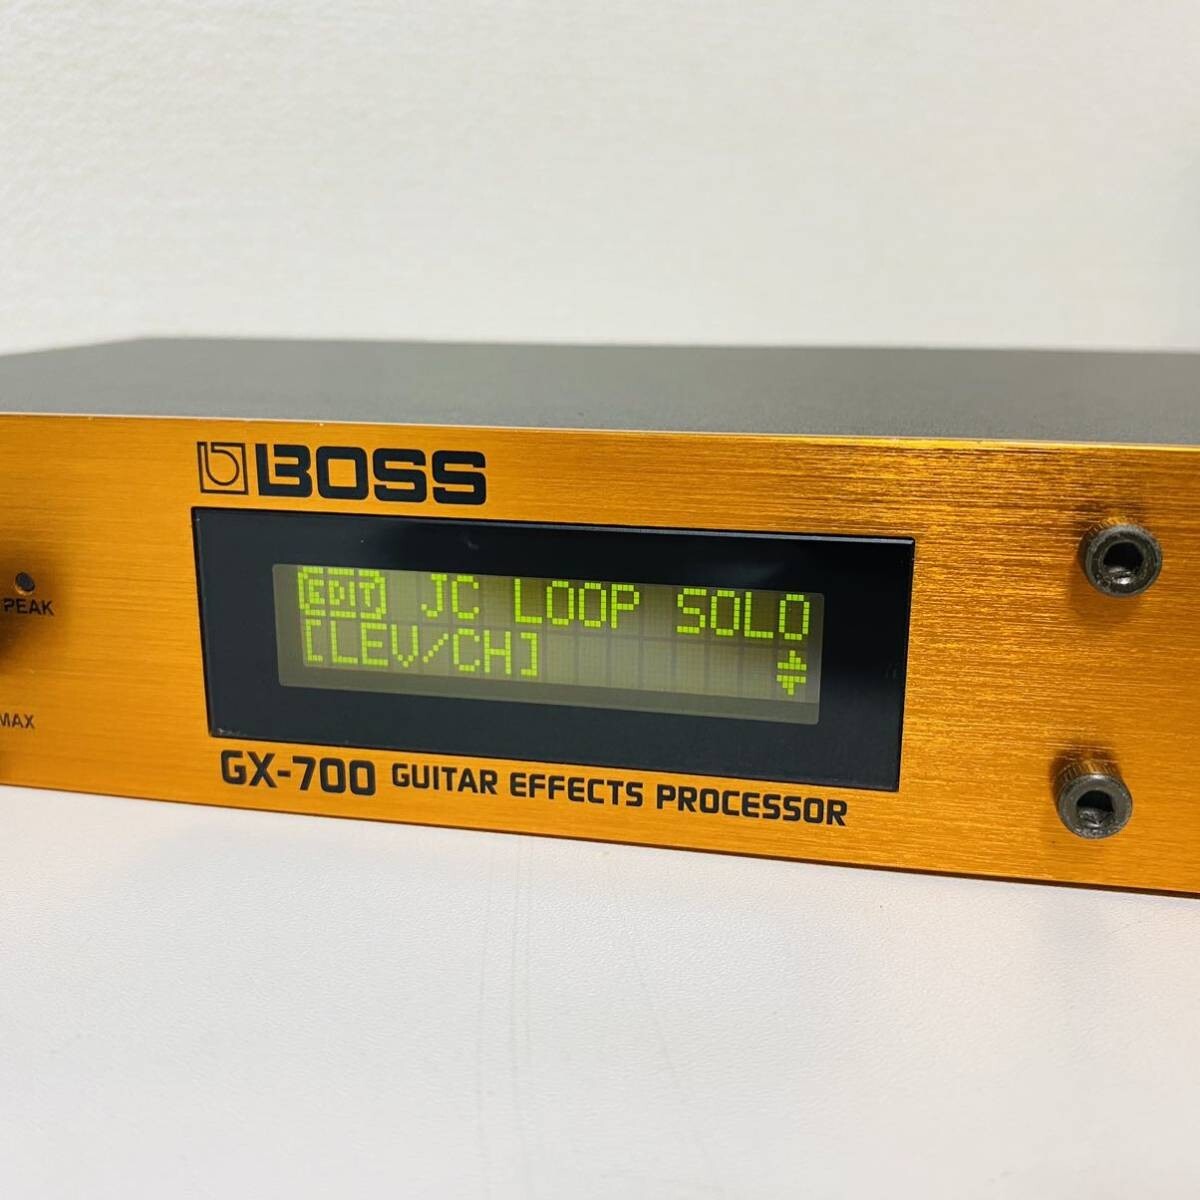 BOSS
PEAK
EDIT JC LOOP SOLO
[LEV/CH]
MAX
GX-700 GUITAR EFFECTS PROCESSOR